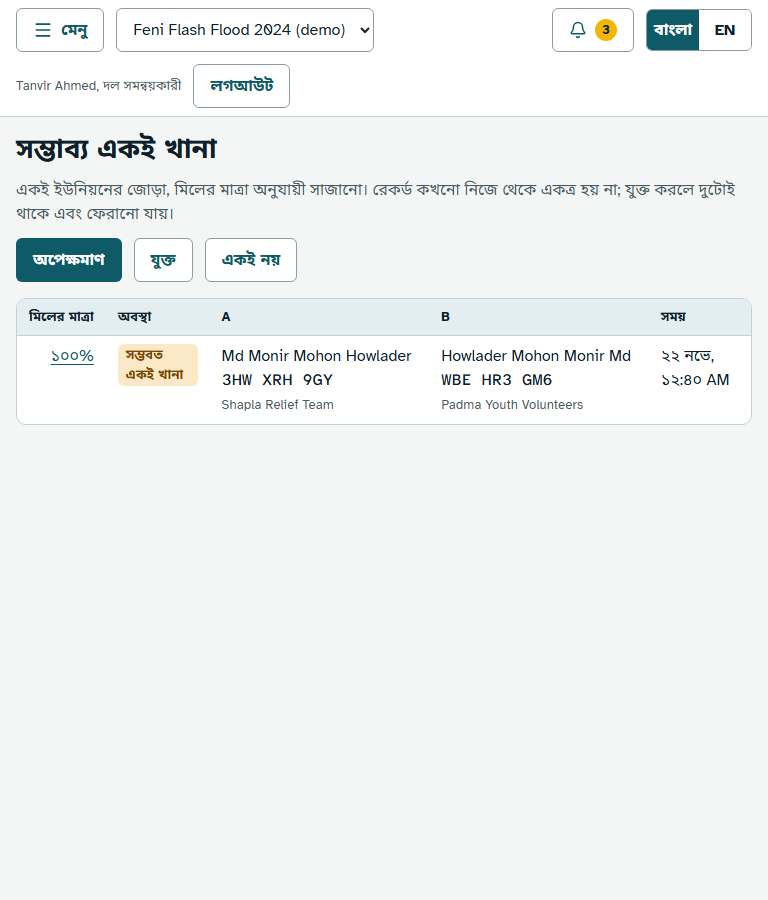 মেনু
Feni Flash Flood 2024 (demo)
3
বাংলা
EN
Tanvir Ahmed, দল সমন্বয়কারী
লগআউট
সম্ভাব্য একই খানা
একই ইউনিয়নের জোড়া, মিলের মাত্রা অনুযায়ী সাজানো। রেকর্ড কখনো নিজে থেকে একত্র হয় না; যুক্ত করলে দুটোই
থাকে এবং ফেরানো যায়।
অপেক্ষমাণ
যুক্ত
একই নয়
মিলের মাত্রা অবস্থা A B সময়
১০০% সম্ভবত একই খানা
Md Monir Mohon Howlader
3HW XRH 9GY
Shapla Relief Team
Howlader Mohon Monir Md
WBE HR3 GM6
Padma Youth Volunteers
২২ নভে,
১২:৪০ AM